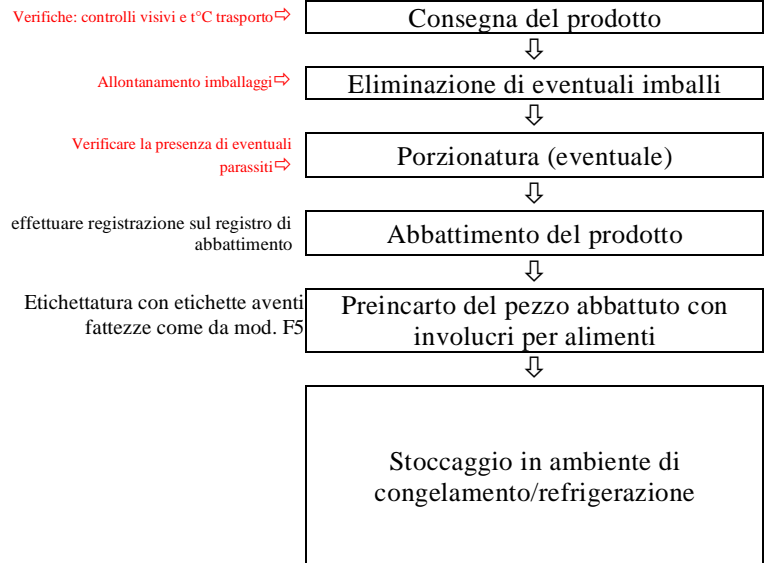 Verifiche: controlli visivi e t°C trasporto⇨
Consegna del prodotto
⇩
Allontanamento imballaggi⇨
Eliminazione di eventuali imballi
⇩
Verificare la presenza di eventuali
parassiti⇨
Porzionatura (eventuale)
⇩
effettuare registrazione sul registro di
abbattimento
Abbattimento del prodotto
⇩
Etichettatura con etichette aventi
fattezze come da mod. F5
Preincarto del pezzo abbattuto con
involucri per alimenti
⇩
Stoccaggio in ambiente di
congelamento/refrigerazione